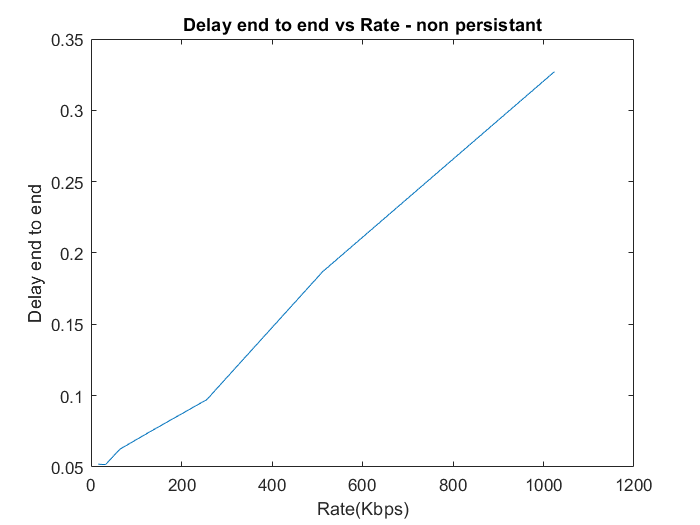 Delay end to end vs Rate - non persistant
0.35
0.3
0.25
0.2
0.15
0.1
0.05
Delay end to end
0 200 400 600 800 1000 1200
Rate(Kbps)